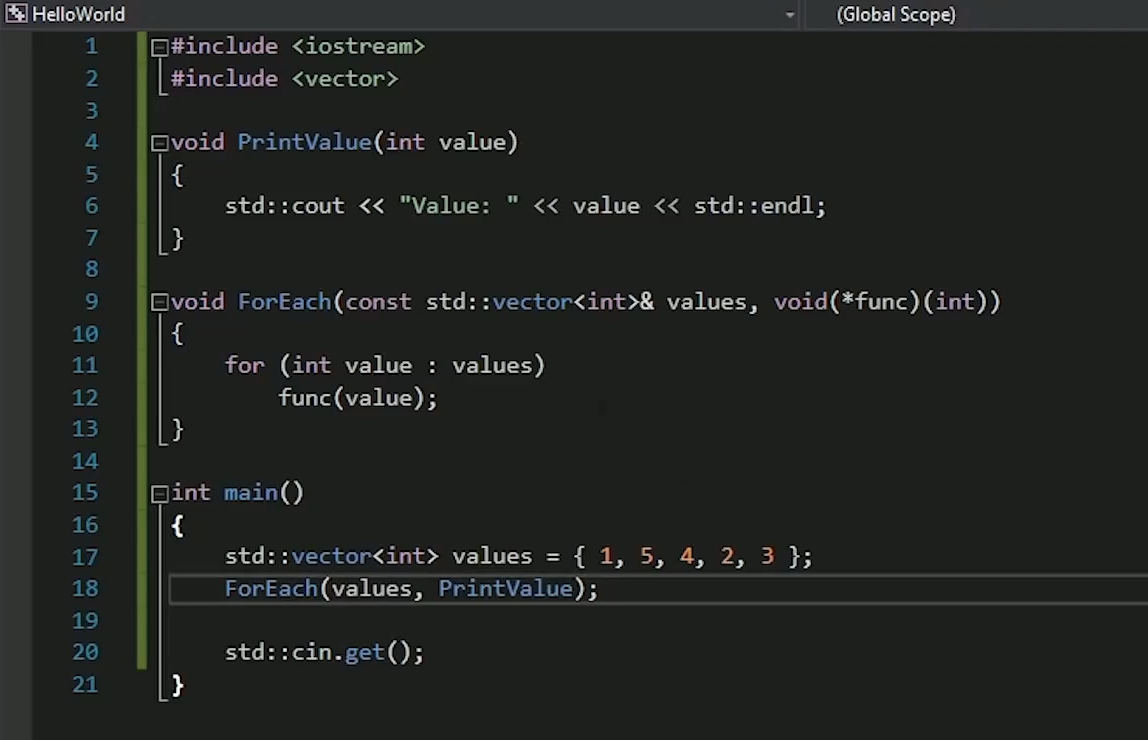 HelloWorld (Global Scope)
1 #include <iostream>
2 #include <vector>
3
4 void PrintValue(int value)
5 {
6     std::cout << "Value: " << value << std::endl;
7 }
8
9 void ForEach(const std::vector<int>& values, void(*func)(int))
10 {
11     for (int value : values)
12         func(value);
13 }
14
15 int main()
16 {
17     std::vector<int> values = { 1, 5, 4, 2, 3 };
18     ForEach(values, PrintValue);
19
20     std::cin.get();
21 }